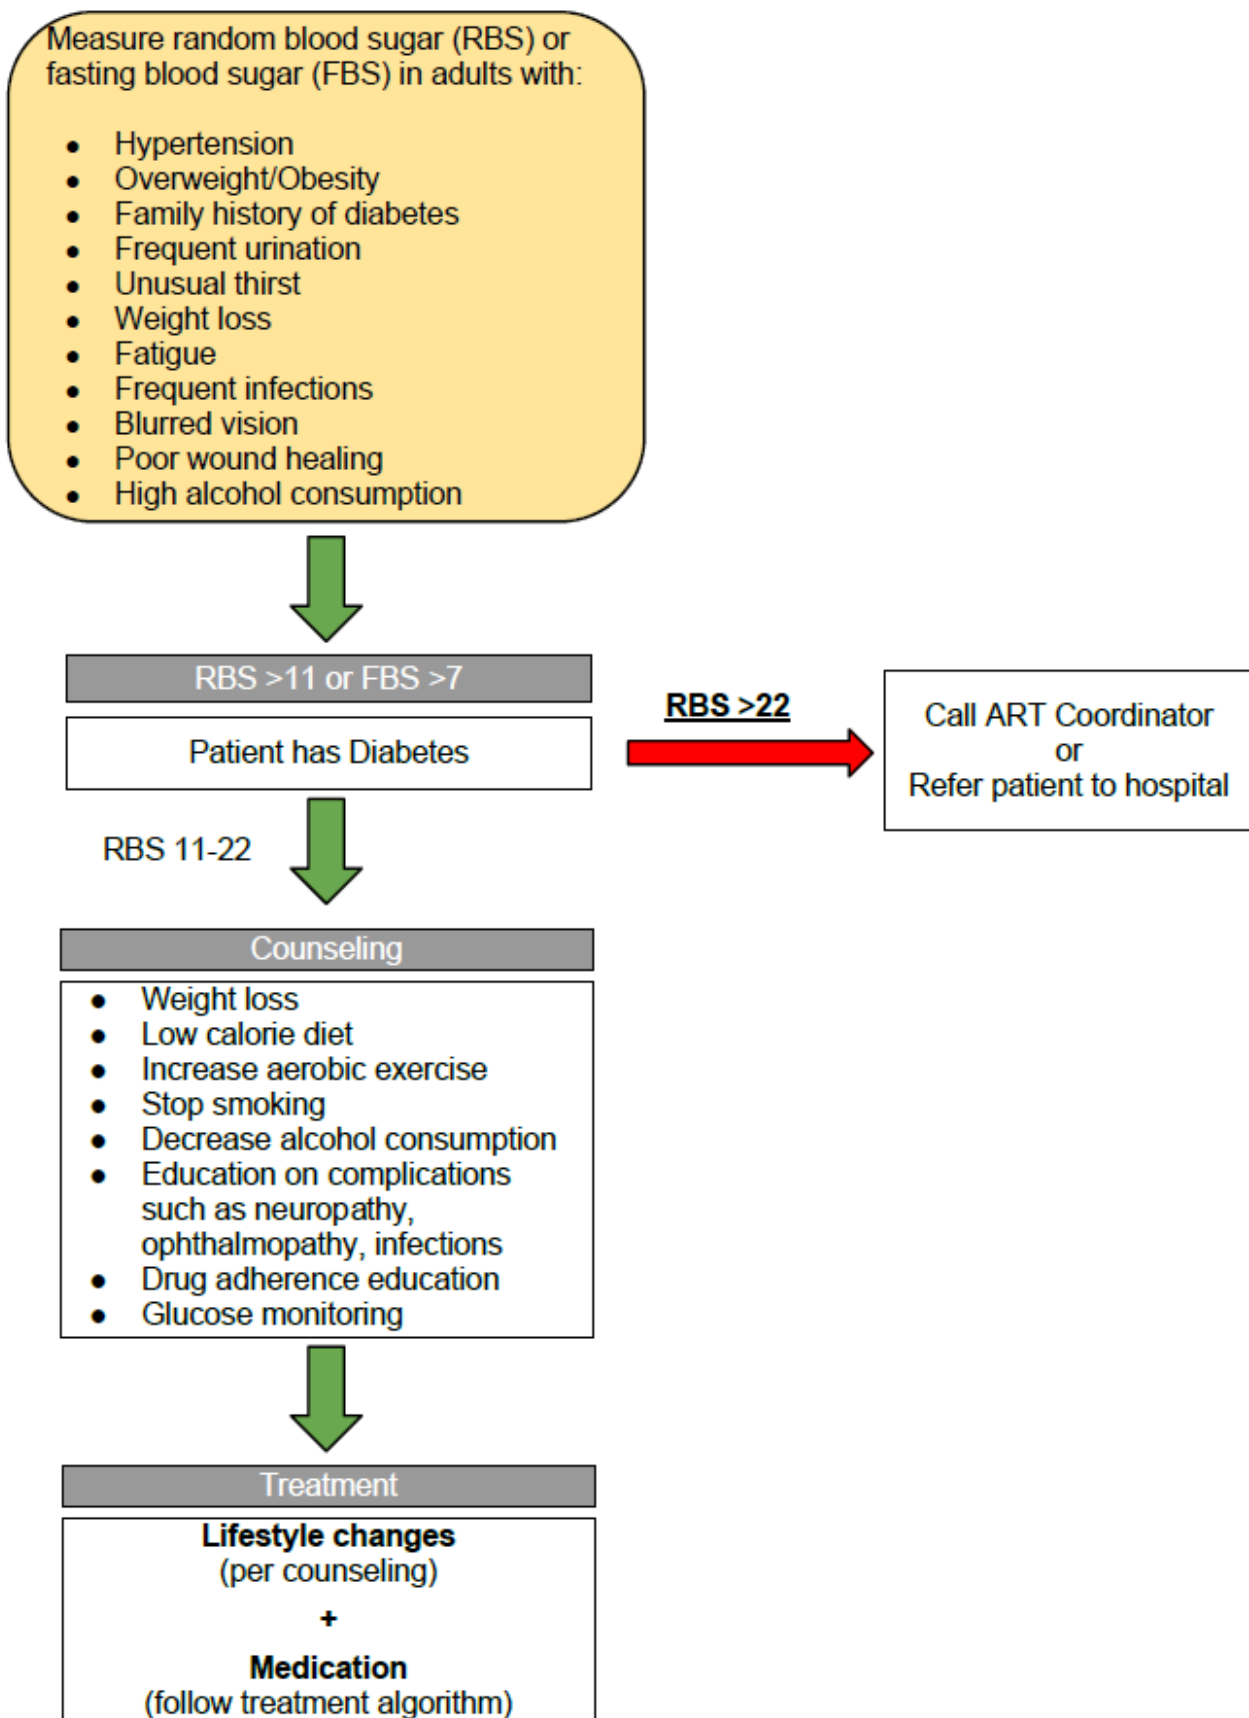 Measure random blood sugar (RBS) or
fasting blood sugar (FBS) in adults with:
● Hypertension
● Overweight/Obesity
● Family history of diabetes
● Frequent urination
● Unusual thirst
● Weight loss
● Fatigue
● Frequent infections
● Blurred vision
● Poor wound healing
● High alcohol consumption
RBS >11 or FBS >7
Patient has Diabetes
RBS >22
Call ART Coordinator
or
Refer patient to hospital
RBS 11-22
Counseling
● Weight loss
● Low calorie diet
● Increase aerobic exercise
● Stop smoking
● Decrease alcohol consumption
● Education on complications
such as neuropathy,
ophthalmopathy, infections
● Drug adherence education
● Glucose monitoring
Treatment
Lifestyle changes
(per counseling)
+
Medication
(follow treatment algorithm)